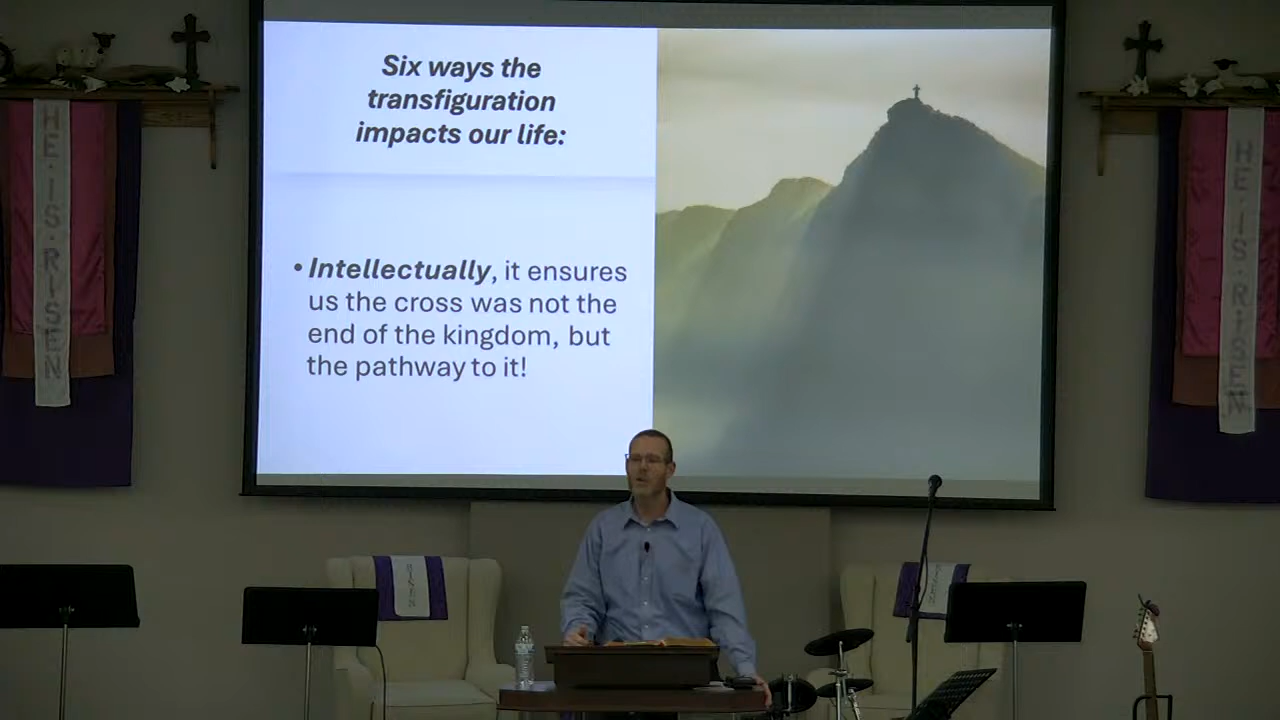 Six ways the
transfiguration
impacts our life:
• Intellectually, it ensures
us the cross was not the
end of the kingdom, but
the pathway to it!
HE·IS·RISEN
HE·IS·RISEN